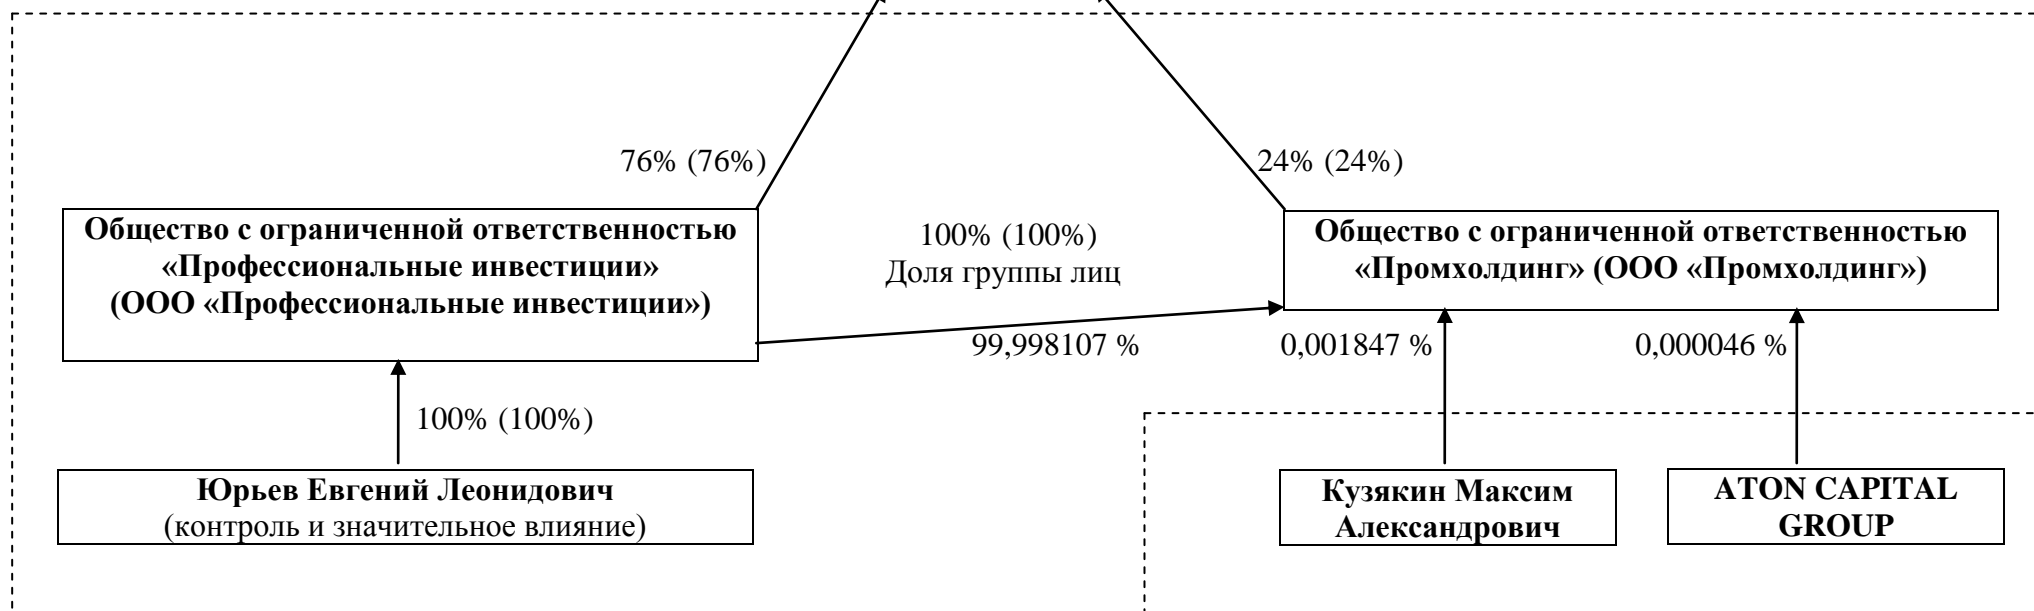 76% (76%)
24% (24%)
Общество с ограниченной ответственностью
«Профессиональные инвестиции»
(ООО «Профессиональные инвестиции»)
100% (100%)
Доля группы лиц
Общество с ограниченной ответственностью
«Промхолдинг» (ООО «Промхолдинг»)
99,998107 %
0,001847 %
0,000046 %
100% (100%)
Юрьев Евгений Леонидович
(контроль и значительное влияние)
Кузякин Максим
Александрович
ATON CAPITAL
GROUP